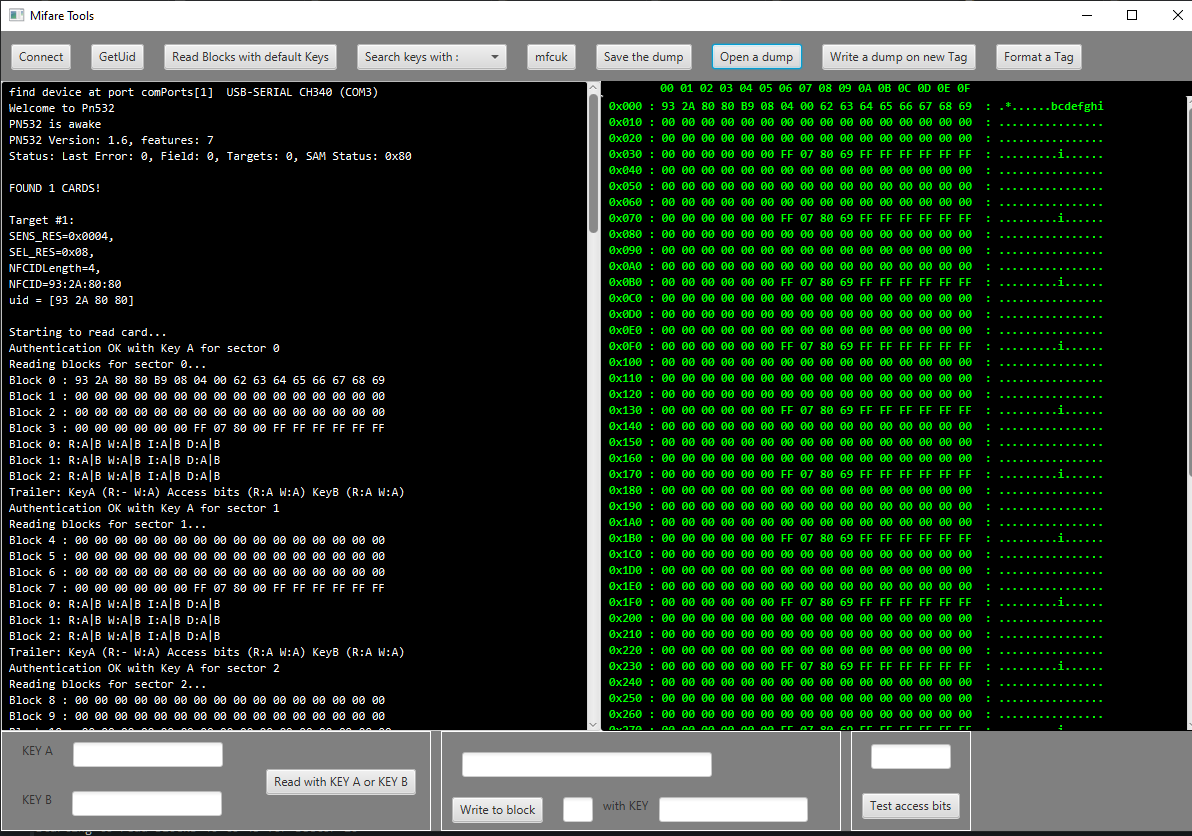 Mifare Tools
Connect GetUid Read Blocks with default Keys Search keys with : mfcuk Save the dump Open a dump Write a dump on new Tag Format a Tag
find device at port comPorts[1]  USB-SERIAL CH340 (COM3)
Welcome to Pn532
PN532 is awake
PN532 Version: 1.6, features: 7
Status: Last Error: 0, Field: 0, Targets: 0, SAM Status: 0x80
FOUND 1 CARDS!
Target #1:
SENS_RES=0x0004,
SEL_RES=0x08,
NFCIDLength=4,
NFCID=93:2A:80:80
uid = [93 2A 80 80]
Starting to read card...
Authentication OK with Key A for sector 0
Reading blocks for sector 0...
Block 0 : 93 2A 80 80 B9 08 04 00 62 63 64 65 66 67 68 69
Block 1 : 00 00 00 00 00 00 00 00 00 00 00 00 00 00 00 00
Block 2 : 00 00 00 00 00 00 00 00 00 00 00 00 00 00 00 00
Block 3 : 00 00 00 00 00 00 FF 07 80 00 FF FF FF FF FF FF
Block 0: R:A|B W:A|B I:A|B D:A|B
Block 1: R:A|B W:A|B I:A|B D:A|B
Block 2: R:A|B W:A|B I:A|B D:A|B
Trailer: KeyA (R:- W:A) Access bits (R:A W:A) KeyB (R:A W:A)
Authentication OK with Key A for sector 1
Reading blocks for sector 1...
Block 4 : 00 00 00 00 00 00 00 00 00 00 00 00 00 00 00 00
Block 5 : 00 00 00 00 00 00 00 00 00 00 00 00 00 00 00 00
Block 6 : 00 00 00 00 00 00 00 00 00 00 00 00 00 00 00 00
Block 7 : 00 00 00 00 00 00 FF 07 80 00 FF FF FF FF FF FF
Block 0: R:A|B W:A|B I:A|B D:A|B
Block 1: R:A|B W:A|B I:A|B D:A|B
Block 2: R:A|B W:A|B I:A|B D:A|B
Trailer: KeyA (R:- W:A) Access bits (R:A W:A) KeyB (R:A W:A)
Authentication OK with Key A for sector 2
Reading blocks for sector 2...
Block 8 : 00 00 00 00 00 00 00 00 00 00 00 00 00 00 00 00
Block 9 : 00 00 00 00 00 00 00 00 00 00 00 00 00 00 00 00
00 01 02 03 04 05 06 07 08 09 0A 0B 0C 0D 0E 0F
0x000 : 93 2A 80 80 B9 08 04 00 62 63 64 65 66 67 68 69  : .*......bcdefghi
0x010 : 00 00 00 00 00 00 00 00 00 00 00 00 00 00 00 00  : ................
0x020 : 00 00 00 00 00 00 00 00 00 00 00 00 00 00 00 00  : ................
0x030 : 00 00 00 00 00 00 FF 07 80 69 FF FF FF FF FF FF  : .........i......
0x040 : 00 00 00 00 00 00 00 00 00 00 00 00 00 00 00 00  : ................
0x050 : 00 00 00 00 00 00 00 00 00 00 00 00 00 00 00 00  : ................
0x060 : 00 00 00 00 00 00 00 00 00 00 00 00 00 00 00 00  : ................
0x070 : 00 00 00 00 00 00 FF 07 80 69 FF FF FF FF FF FF  : .........i......
0x080 : 00 00 00 00 00 00 00 00 00 00 00 00 00 00 00 00  : ................
0x090 : 00 00 00 00 00 00 00 00 00 00 00 00 00 00 00 00  : ................
0x0A0 : 00 00 00 00 00 00 00 00 00 00 00 00 00 00 00 00  : ................
0x0B0 : 00 00 00 00 00 00 FF 07 80 69 FF FF FF FF FF FF  : .........i......
0x0C0 : 00 00 00 00 00 00 00 00 00 00 00 00 00 00 00 00  : ................
0x0D0 : 00 00 00 00 00 00 00 00 00 00 00 00 00 00 00 00  : ................
0x0E0 : 00 00 00 00 00 00 00 00 00 00 00 00 00 00 00 00  : ................
0x0F0 : 00 00 00 00 00 00 FF 07 80 69 FF FF FF FF FF FF  : .........i......
0x100 : 00 00 00 00 00 00 00 00 00 00 00 00 00 00 00 00  : ................
0x110 : 00 00 00 00 00 00 00 00 00 00 00 00 00 00 00 00  : ................
0x120 : 00 00 00 00 00 00 00 00 00 00 00 00 00 00 00 00  : ................
0x130 : 00 00 00 00 00 00 FF 07 80 69 FF FF FF FF FF FF  : .........i......
0x140 : 00 00 00 00 00 00 00 00 00 00 00 00 00 00 00 00  : ................
0x150 : 00 00 00 00 00 00 00 00 00 00 00 00 00 00 00 00  : ................
0x160 : 00 00 00 00 00 00 00 00 00 00 00 00 00 00 00 00  : ................
0x170 : 00 00 00 00 00 00 FF 07 80 69 FF FF FF FF FF FF  : .........i......
0x180 : 00 00 00 00 00 00 00 00 00 00 00 00 00 00 00 00  : ................
0x190 : 00 00 00 00 00 00 00 00 00 00 00 00 00 00 00 00  : ................
0x1A0 : 00 00 00 00 00 00 00 00 00 00 00 00 00 00 00 00  : ................
0x1B0 : 00 00 00 00 00 00 FF 07 80 69 FF FF FF FF FF FF  : .........i......
0x1C0 : 00 00 00 00 00 00 00 00 00 00 00 00 00 00 00 00  : ................
0x1D0 : 00 00 00 00 00 00 00 00 00 00 00 00 00 00 00 00  : ................
0x1E0 : 00 00 00 00 00 00 00 00 00 00 00 00 00 00 00 00  : ................
0x1F0 : 00 00 00 00 00 00 FF 07 80 69 FF FF FF FF FF FF  : .........i......
0x200 : 00 00 00 00 00 00 00 00 00 00 00 00 00 00 00 00  : ................
0x210 : 00 00 00 00 00 00 00 00 00 00 00 00 00 00 00 00  : ................
0x220 : 00 00 00 00 00 00 00 00 00 00 00 00 00 00 00 00  : ................
0x230 : 00 00 00 00 00 00 FF 07 80 69 FF FF FF FF FF FF  : .........i......
0x240 : 00 00 00 00 00 00 00 00 00 00 00 00 00 00 00 00  : ................
0x250 : 00 00 00 00 00 00 00 00 00 00 00 00 00 00 00 00  : ................
0x260 : 00 00 00 00 00 00 00 00 00 00 00 00 00 00 00 00  : ................
KEY A
KEY B
Read with KEY A or KEY B
Write to block with KEY
Test access bits